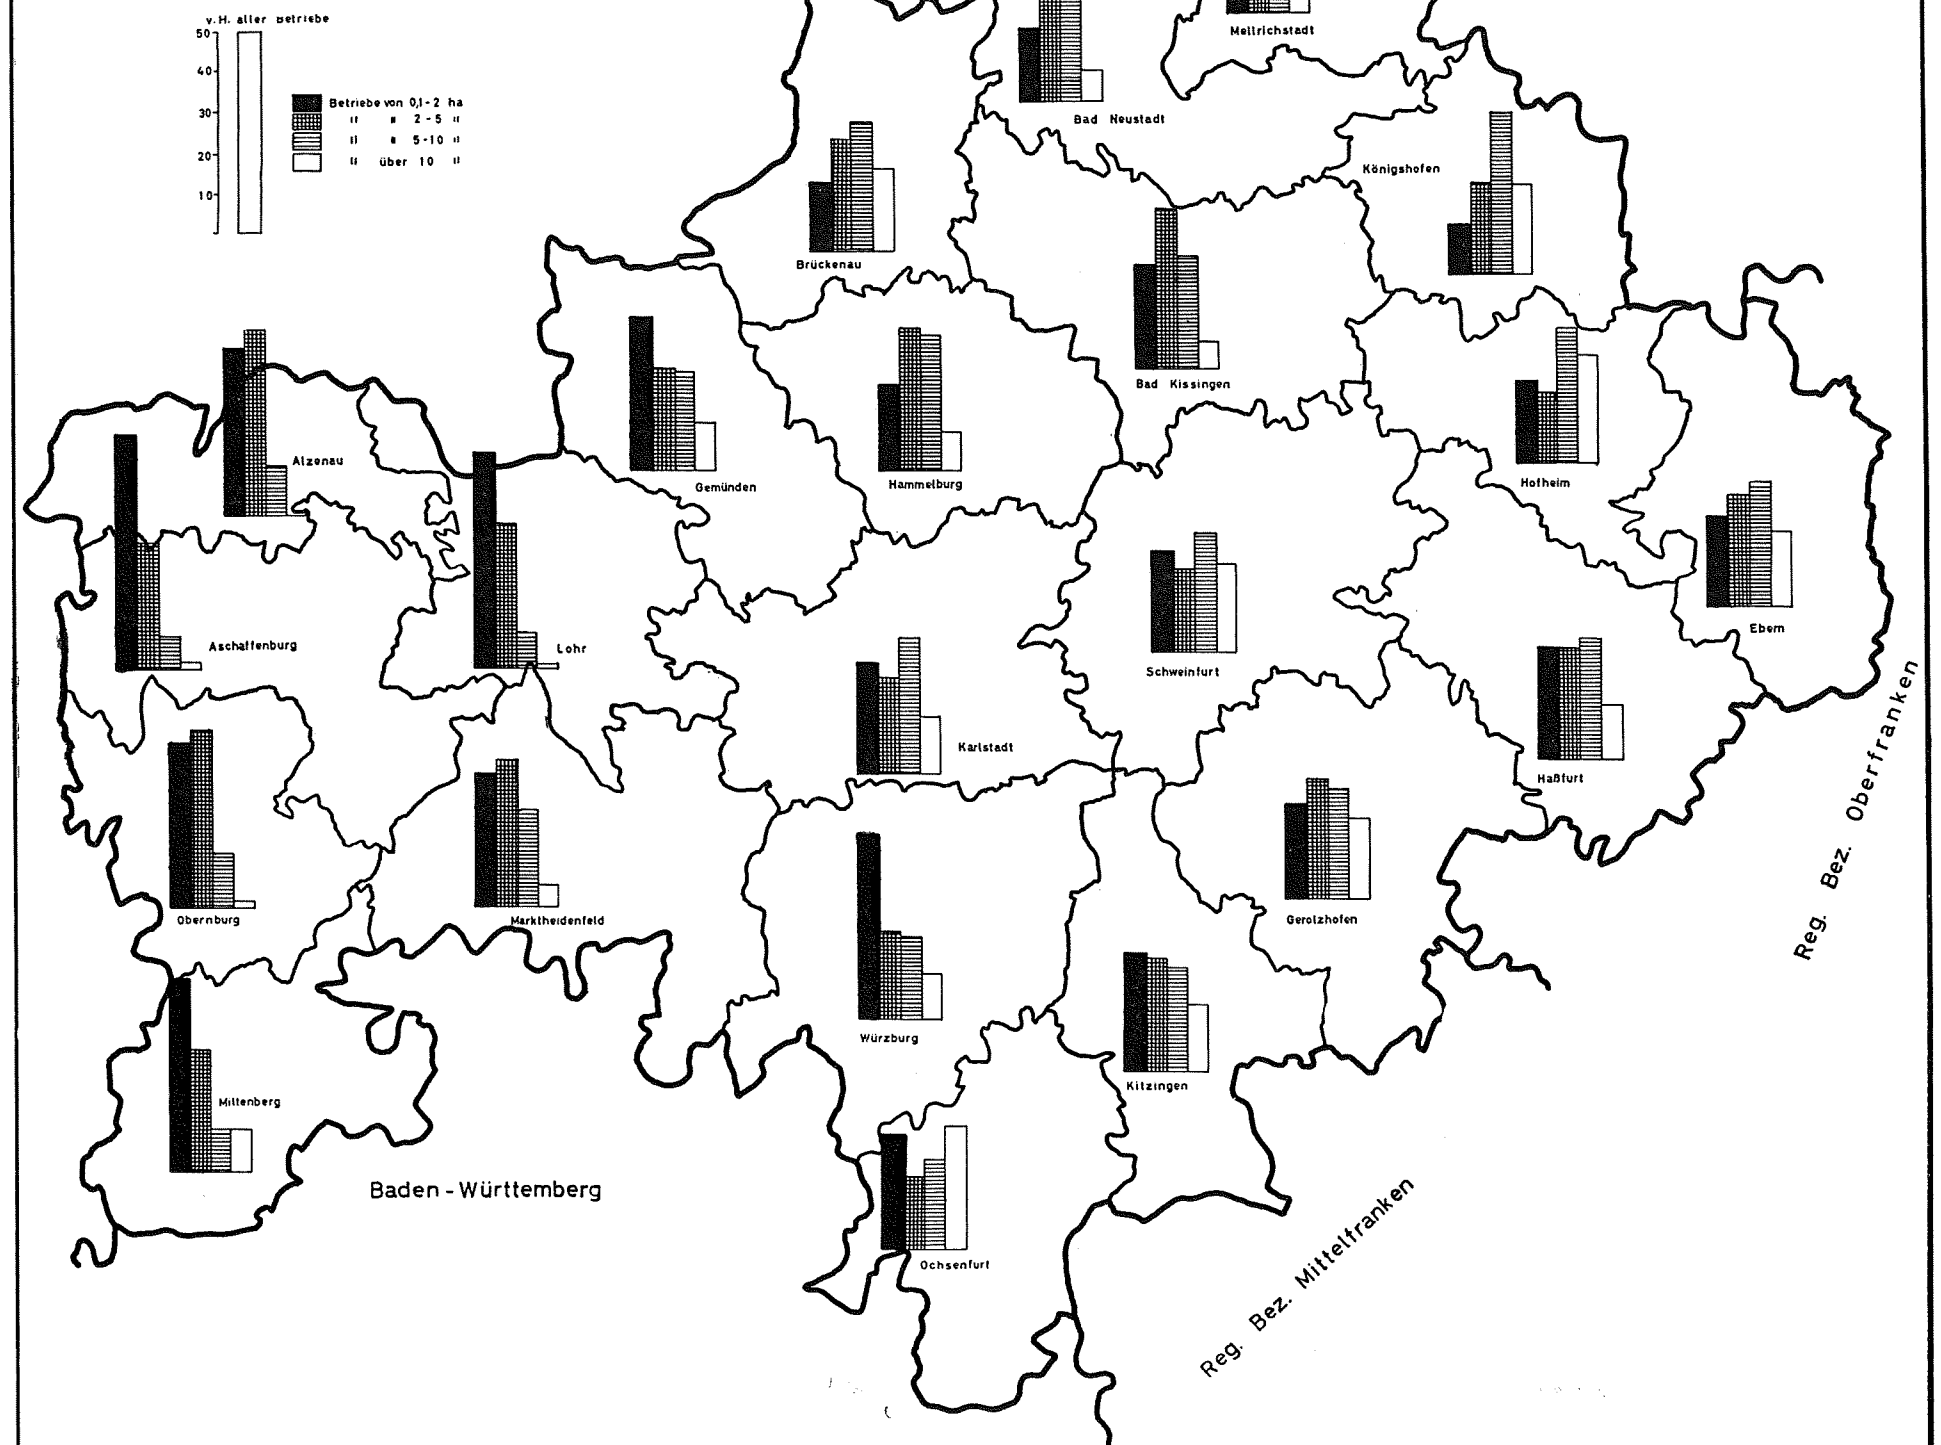 v.H. aller Betriebe
50
40
30
20
10
Betriebe von 0,1-2 ha
" " 2-5 "
" " 5-10 "
" über 10 "
Mellrichstadt
Bad Neustadt
Königshofen
Brückenau
Bad Kissingen
Alzenau
Gemünden
Hammelburg
Hofheim
Aschaffenburg
Lohr
Schweinfurt
Ebern
Karlstadt
Haßfurt
Obernburg
Marktheidenfeld
Gerolzhofen
Würzburg
Kitzingen
Miltenberg
Ochsenfurt
Baden-Württemberg
Reg. Bez. Oberfranken
Reg. Bez. Mittelfranken